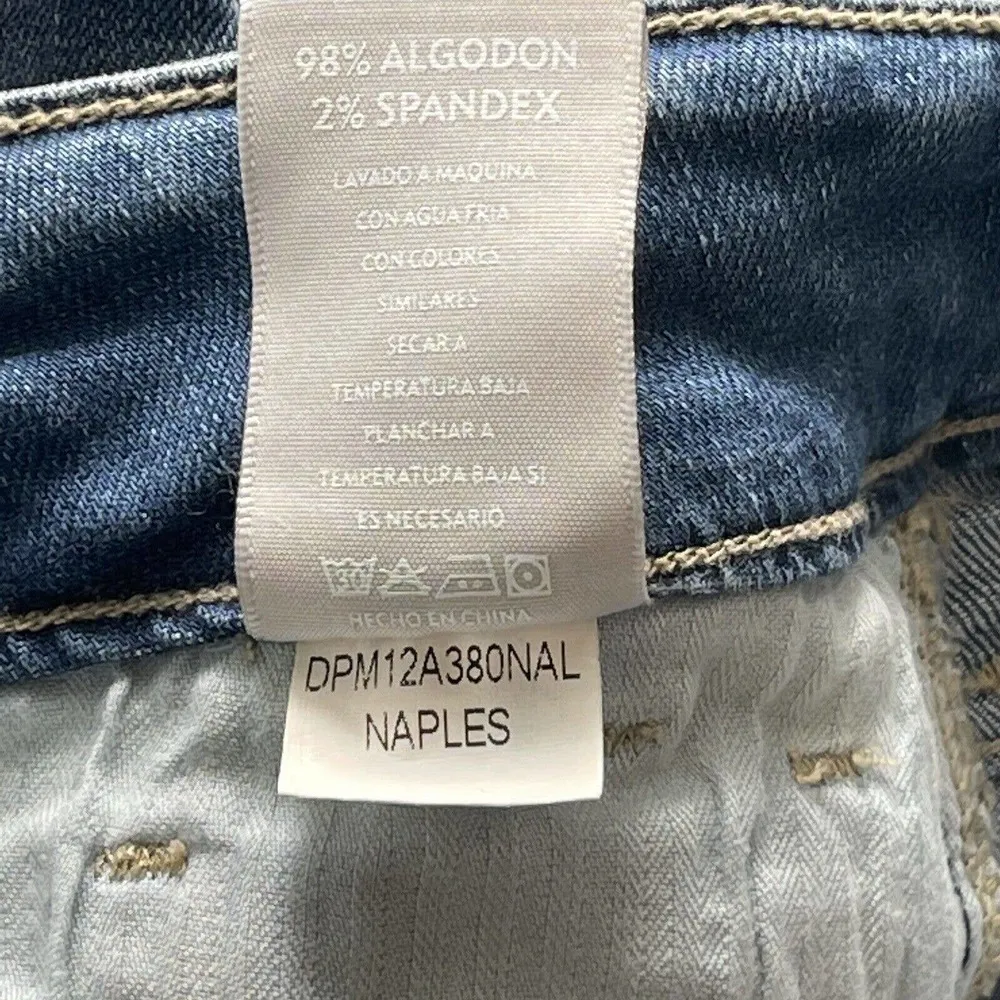 98% ALGODON
2% SPANDEX
LAVADO A MAQUINA
CON AGUA FRIA
CON COLORES
SIMILARES
SECAR A
TEMPERATURA BAJA
PLANCHAR A
TEMPERATURA BAJA SI
ES NECESARIO
30
HECHO EN CHINA
DPM12A380NAL
NAPLES